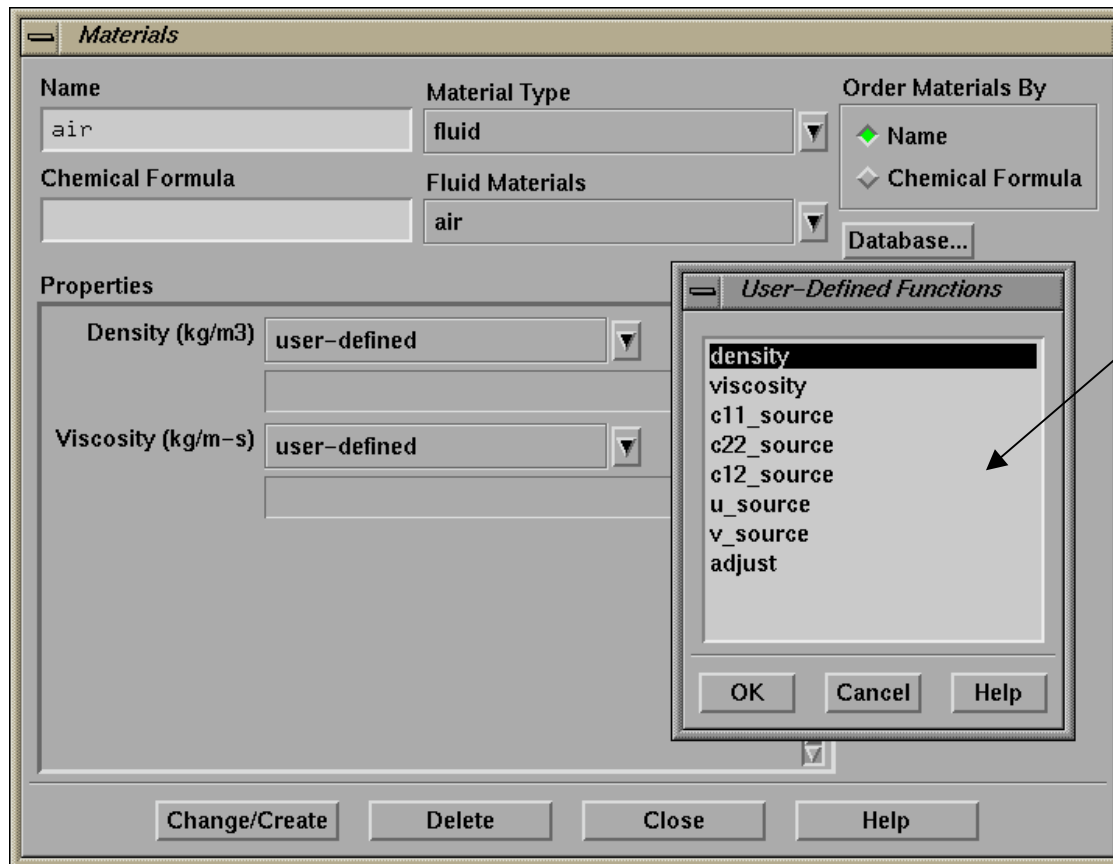 Materials
Name
air
Material Type
fluid
Order Materials By
Name
Chemical Formula
Chemical Formula
Fluid Materials
air
Database...
Properties
Density (kg/m3)
user-defined
Viscosity (kg/m-s)
user-defined
User-Defined Functions
density
viscosity
c11_source
c22_source
c12_source
u_source
v_source
adjust
OK
Cancel
Help
Change/Create
Delete
Close
Help